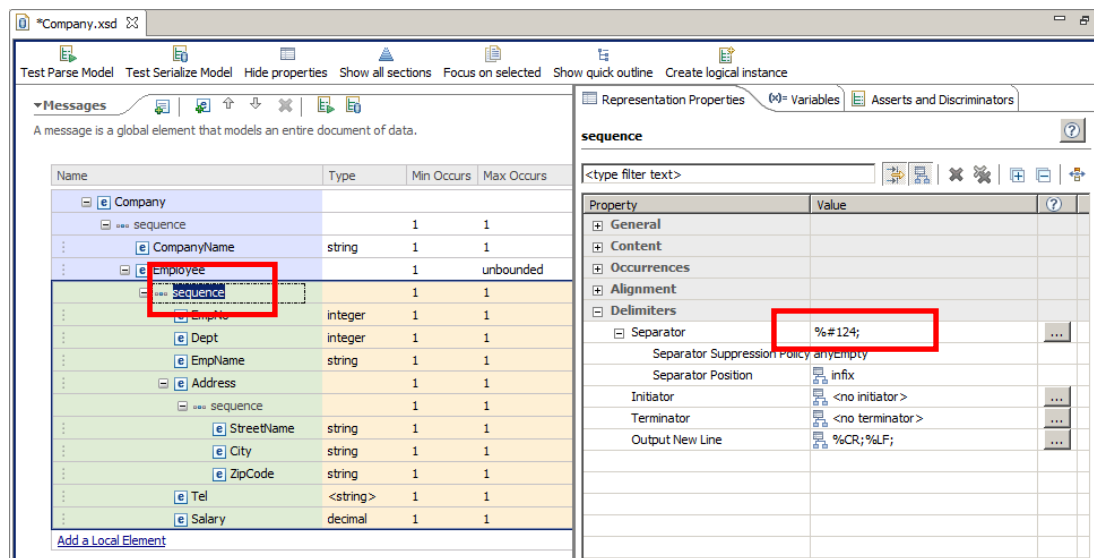 *Company.xsd
Test Parse Model Test Serialize Model Hide properties Show all sections Focus on selected Show quick outline Create logical instance
Messages
A message is a global element that models an entire document of data.
Name Type Min Occurs Max Occurs
e Company
sequence 1 1
e CompanyName string 1 1
e Employee 1 unbounded
sequence 1 1
e EmpNo integer 1 1
e Dept integer 1 1
e EmpName string 1 1
e Address 1 1
sequence 1 1
e StreetName string 1 1
e City string 1 1
e ZipCode string 1 1
e Tel <string> 1 1
e Salary decimal 1 1
Add a Local Element
Representation Properties (x)= Variables Asserts and Discriminators
sequence ?
<type filter text>
Property Value ?
General
Content
Occurrences
Alignment
Delimiters
Separator %#124; ...
Separator Suppression Policy anyEmpty
Separator Position infix
Initiator <no initiator> ...
Terminator <no terminator> ...
Output New Line %CR;%LF; ...